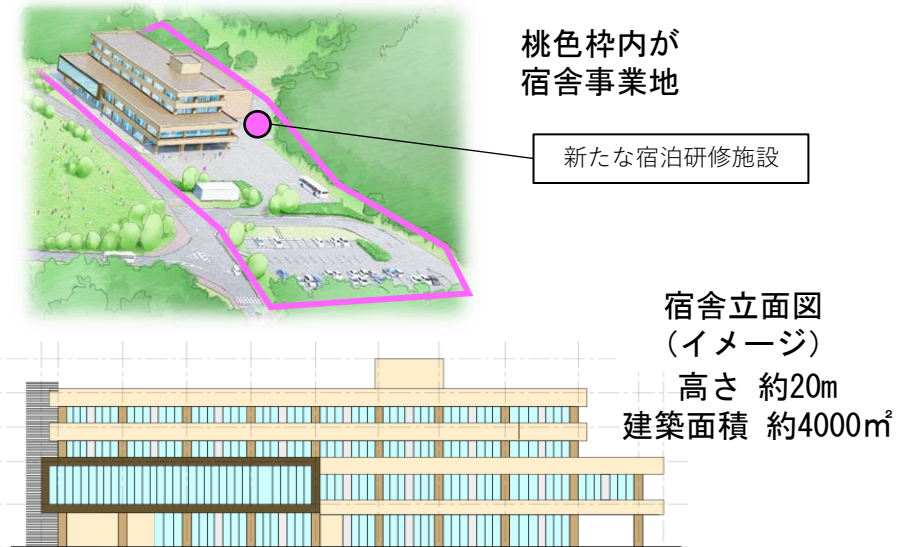 桃色枠内が
宿舎事業地
新たな宿泊研修施設
宿舎立面図
（イメージ）
高さ 約20m
建築面積 約4000㎡